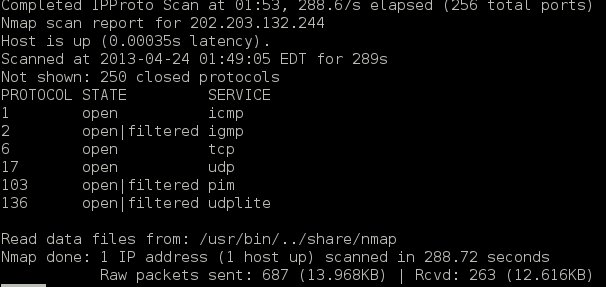 Completed IPProto Scan at 01:53, 288.67s elapsed (256 total ports)
Nmap scan report for 202.203.132.244
Host is up (0.00035s latency).
Scanned at 2013-04-24 01:49:05 EDT for 289s
Not shown: 250 closed protocols
PROTOCOL STATE SERVICE
1 open icmp
2 open|filtered igmp
6 open tcp
17 open udp
103 open|filtered pim
136 open|filtered udplite
Read data files from: /usr/bin/../share/nmap
Nmap done: 1 IP address (1 host up) scanned in 288.72 seconds
Raw packets sent: 687 (13.968KB) | Rcvd: 263 (12.616KB)